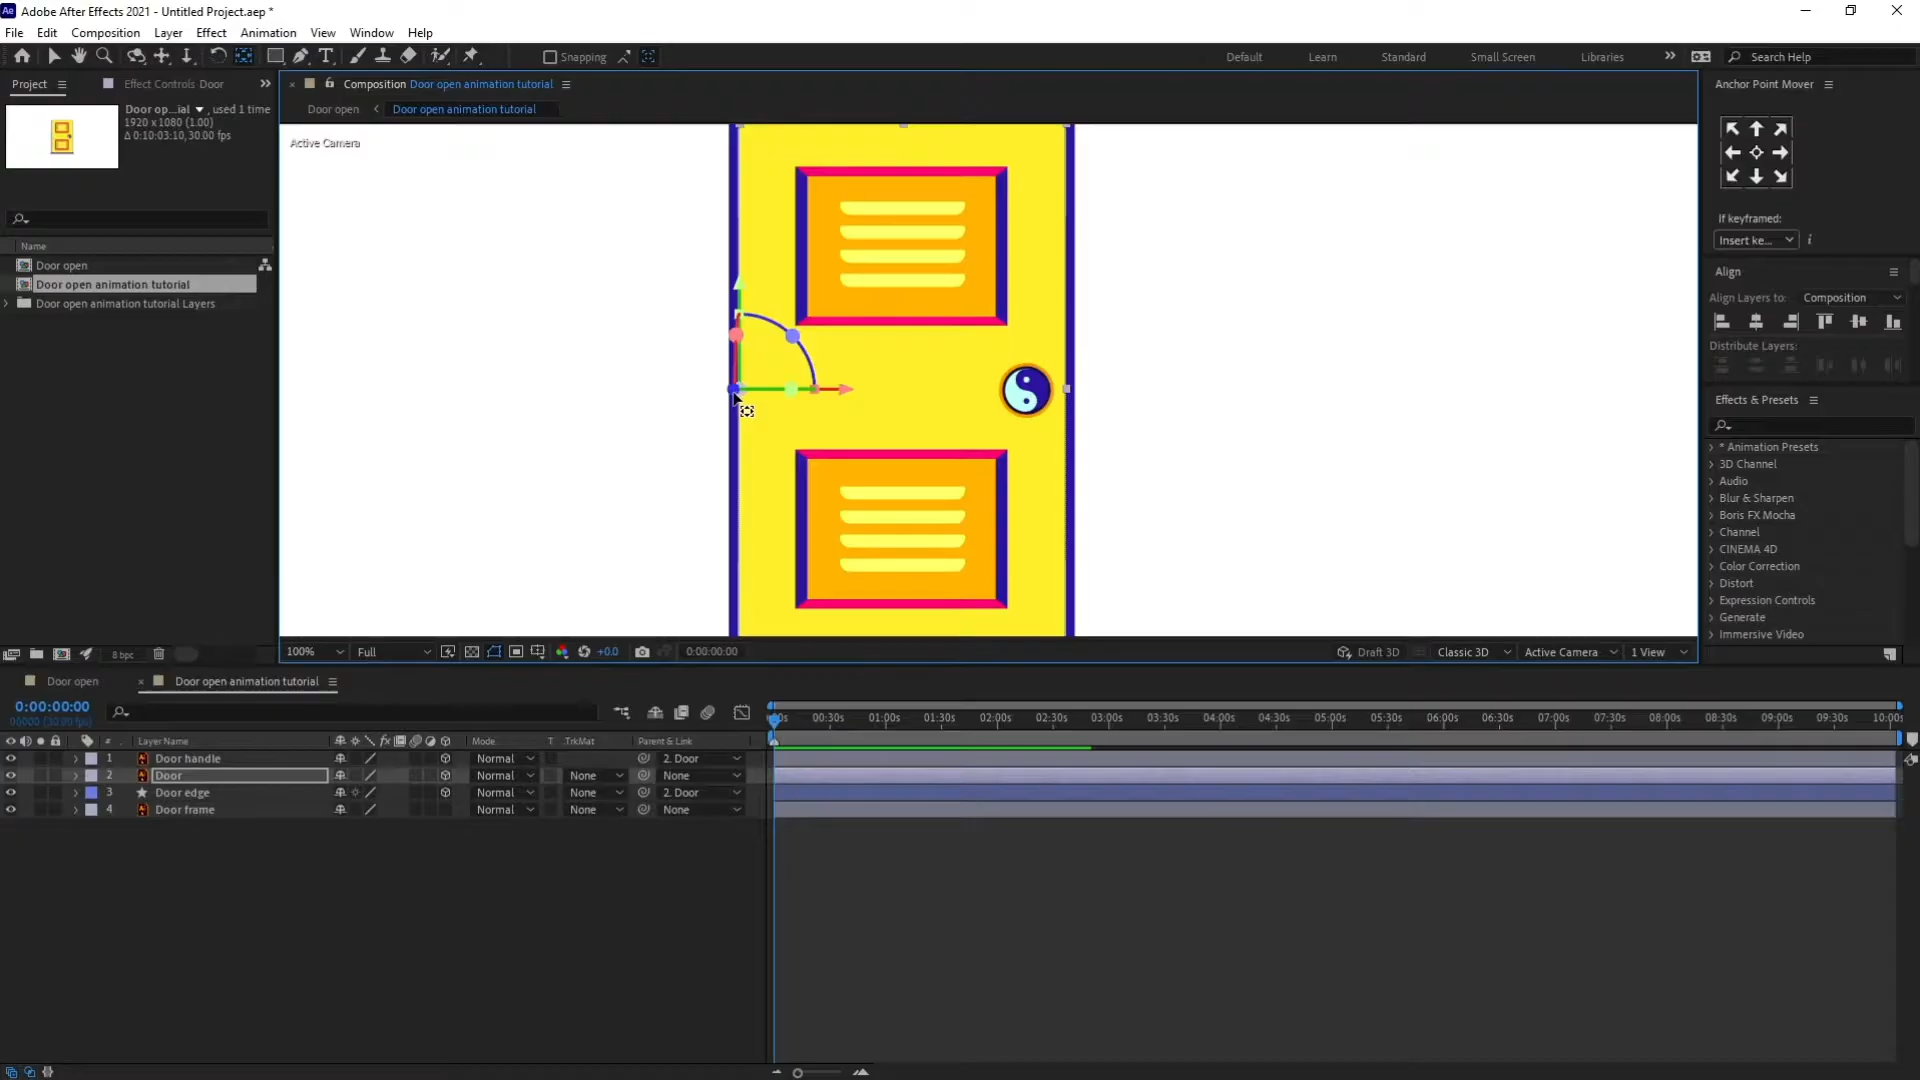 Ae Adobe After Effects 2021 - Untitled Project.aep *
File Edit Composition Layer Effect Animation View Window Help
Snapping Default Learn Standard Small Screen Libraries Search Help
Project Effect Controls Door
Composition Door open animation tutorial
Anchor Point Mover
Door op...ial , used 1 time
1920 x 1080 (1.00)
Δ 0:10:03:10, 30.00 fps
Door open Door open animation tutorial
Active Camera
If keyframed:
Insert ke... i
Name
Door open
Door open animation tutorial
Door open animation tutorial Layers
Align
Align Layers to: Composition
Distribute Layers:
Effects & Presets
* Animation Presets
3D Channel
Audio
Blur & Sharpen
Boris FX Mocha
Channel
CINEMA 4D
Color Correction
Distort
Expression Controls
Generate
Immersive Video
8 bpc
100% Full +0.0 0:00:00:00 Draft 3D Classic 3D Active Camera 1 View
Door open Door open animation tutorial
0:00:00:00
00000 (30.00 fps)
00:30s 01:00s 01:30s 02:00s 02:30s 03:00s 03:30s 04:00s 04:30s 05:00s 05:30s 06:00s 06:30s 07:00s 07:30s 08:00s 08:30s 09:00s 09:30s 10:00s
# Layer Name fx Mode T .TrkMat Parent & Link
1 Door handle Normal 2. Door
2 Door Normal None None
3 Door edge Normal None 2. Door
4 Door frame Normal None None